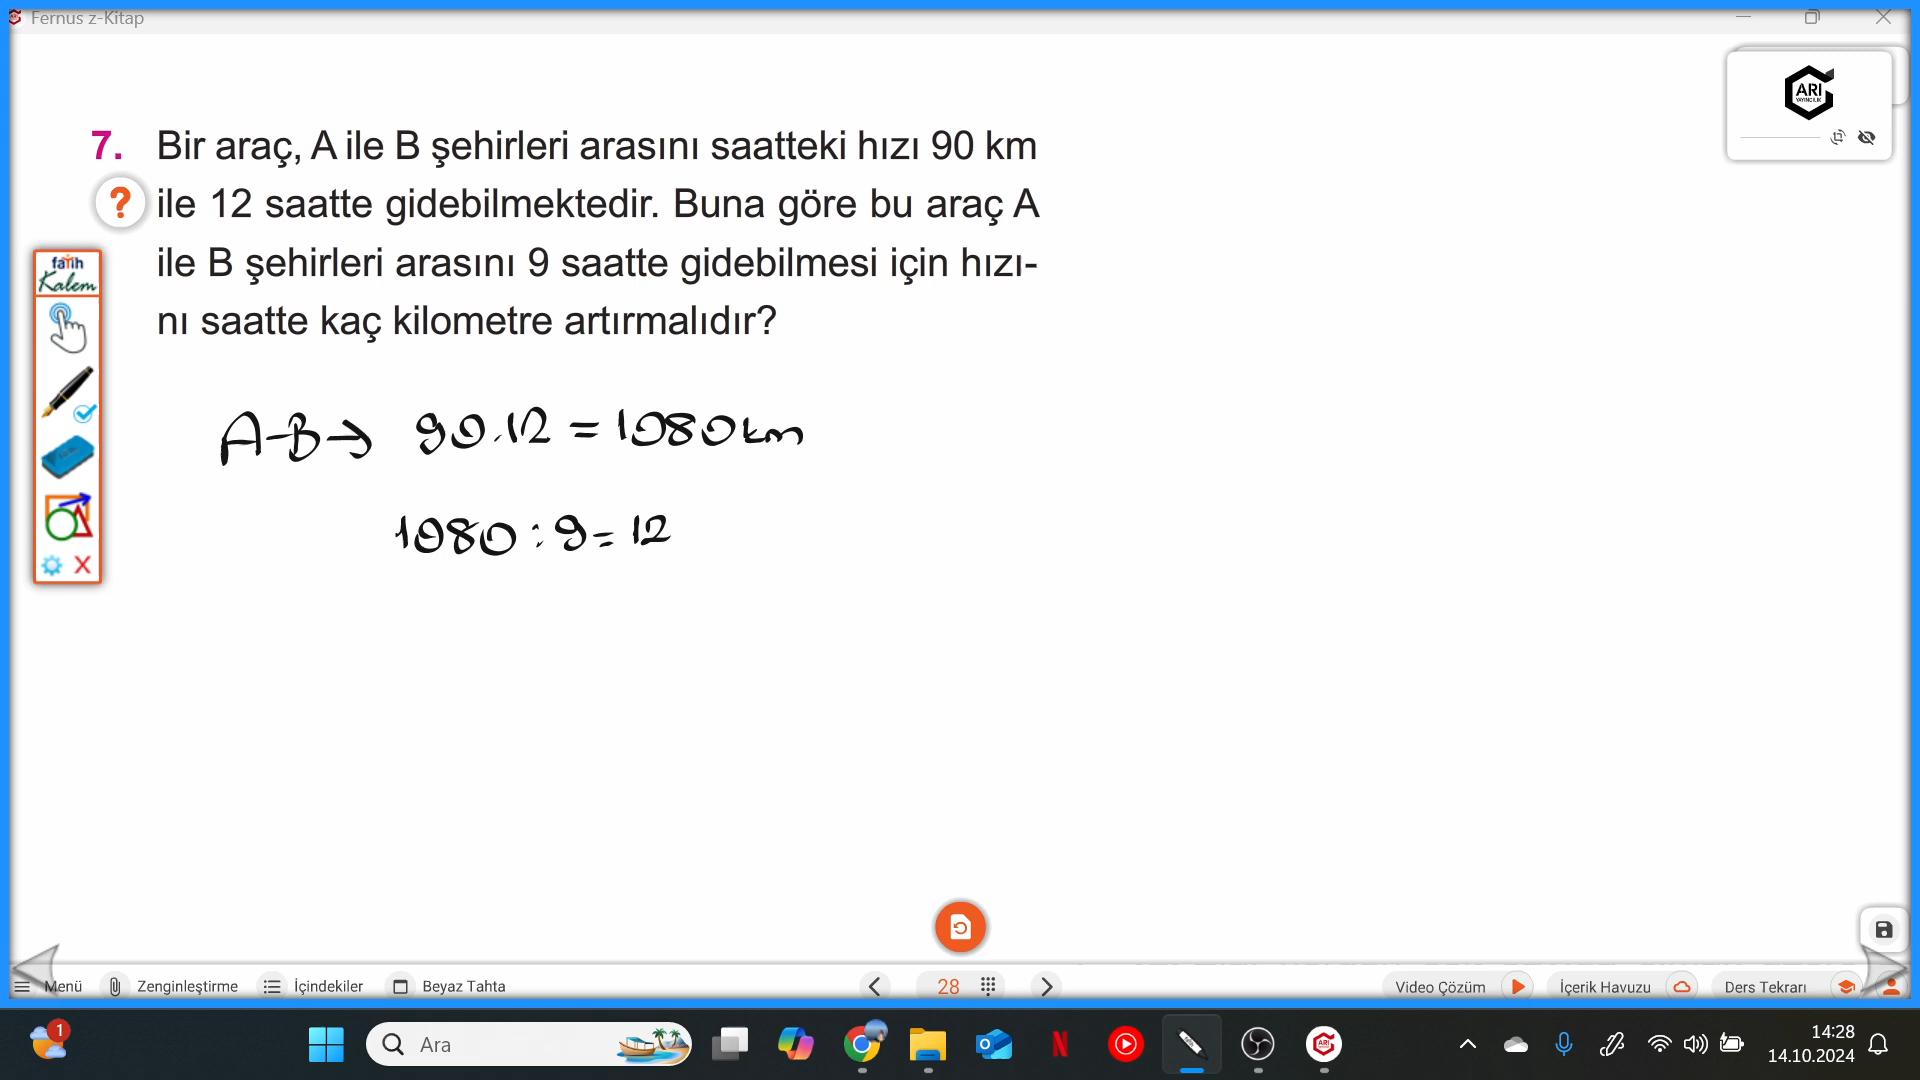 Fernus z-Kitap
ARI
YAYINCILIK
7. Bir araç, A ile B şehirleri arasını saatteki hızı 90 km
? ile 12 saatte gidebilmektedir. Buna göre bu araç A
ile B şehirleri arasını 9 saatte gidebilmesi için hızı-
nı saatte kaç kilometre artırmalıdır?
fatih
Kalem
A-B→ 90.12 = 1080 km
1080 : 9 = 12
Menü Zenginleştirme İçindekiler Beyaz Tahta 28 Video Çözüm İçerik Havuzu Ders Tekrarı
1 Ara 14:28
14.10.2024